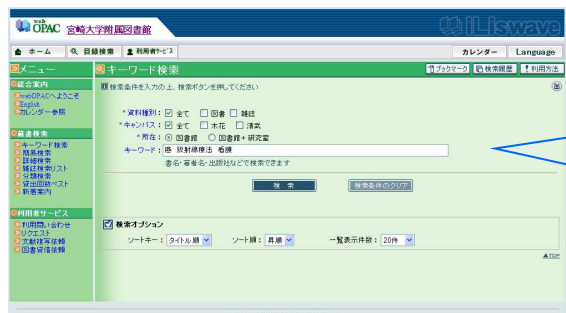 web
OPAC 宮崎大学附属図書館
iLiswave
ホーム 目録検索 利用者サービス カレンダー Language
メニュー
キーワード検索
ブックマーク 検索履歴 !利用方法
総合案内
webOPACへようこそ
English
カレンダー参照
蔵書検索
キーワード検索
簡易検索
詳細検索
雑誌検索リスト
分類検索
貸出回数ベスト
新着案内
利用者サービス
利用問い合わせ
リクエスト
文献複写依頼
図書貸借依頼
検索条件を入力の上、検索ボタンを押してください
*資料種別: 全て 図書 雑誌
*キャンパス: 全て 木花 清武
*所在: 図書館 図書館+研究室
キーワード: 癌 放射線療法 看護
書名・著者名・出版社などで検索できます
検 索 検索条件のクリア
検索オプション
ソートキー: タイトル順 ソート順: 昇順 一覧表示件数: 20件
▲TOP